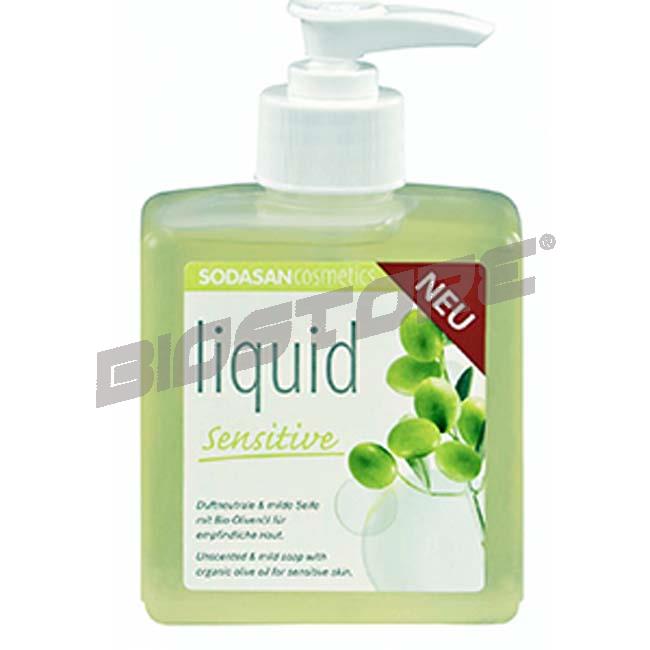 SODASANcosmetics
NEU
liquid
Sensitive
Duftneutrale & milde Seife
mit Bio-Olivenöl für
empfindliche Haut.
Unscented & mild soap with
organic olive oil for sensitive skin.
BIOSTORE®